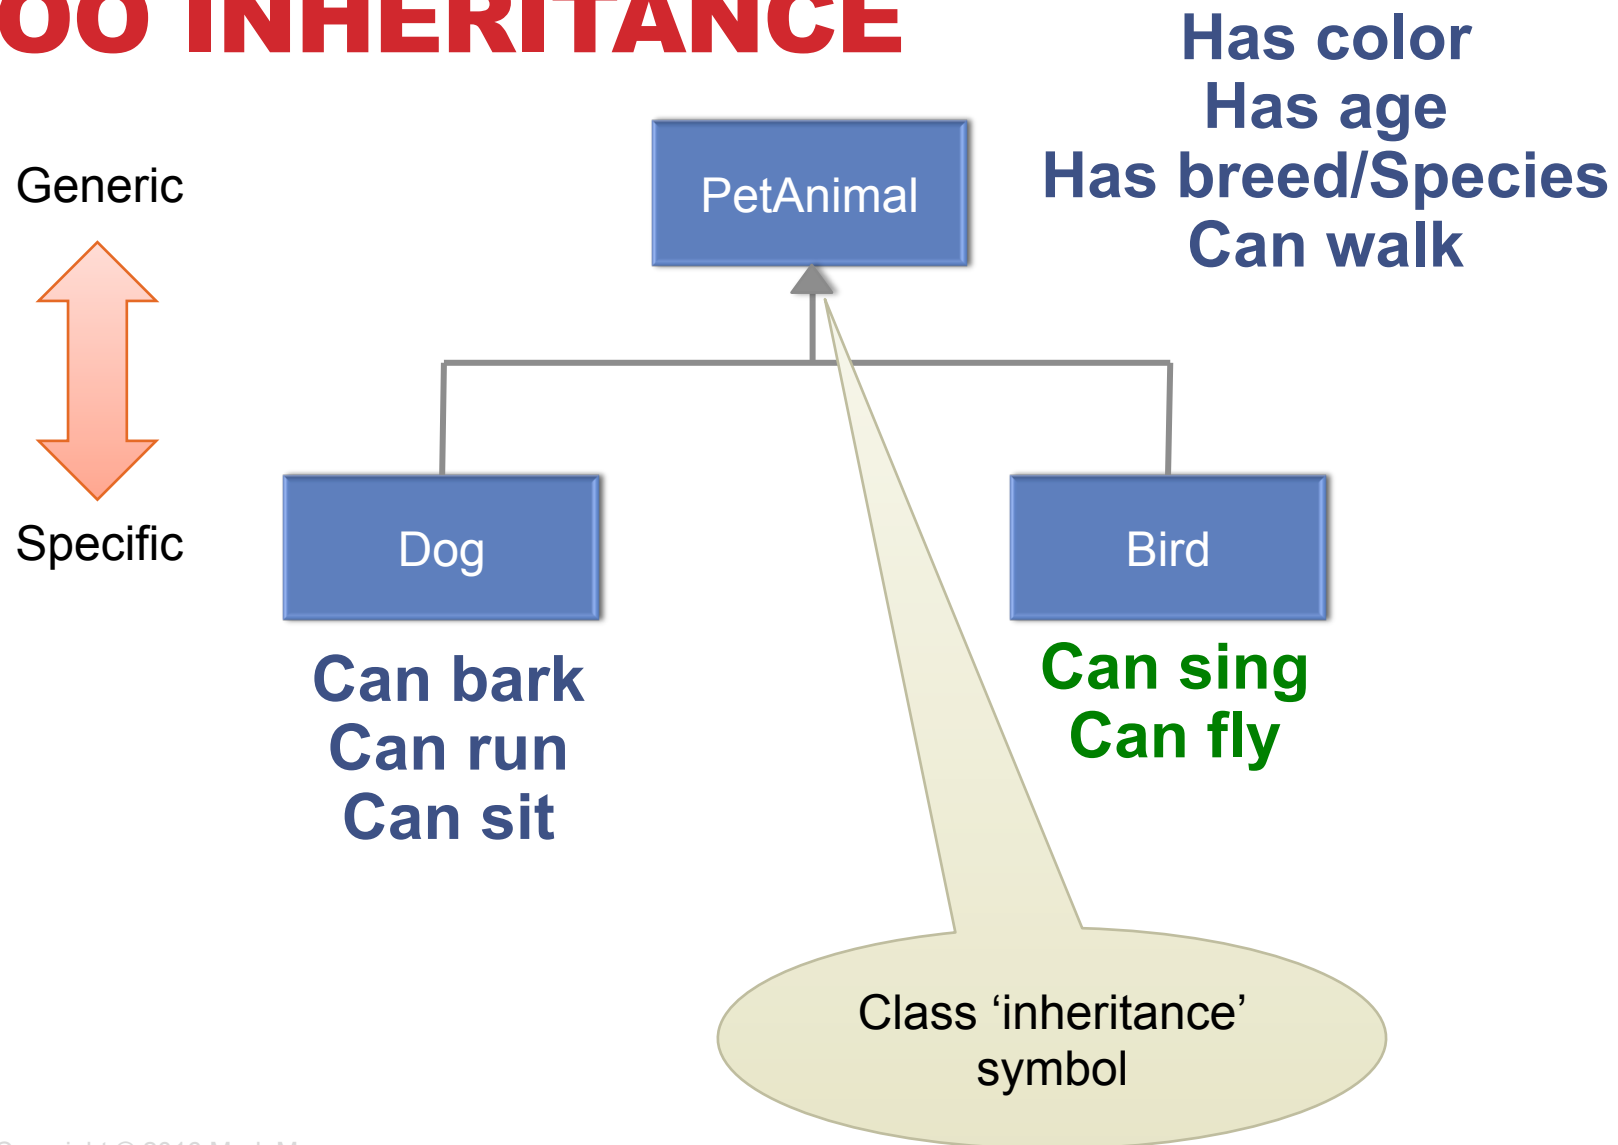 OO INHERITANCE
Has color
Has age
Has breed/Species
Can walk
PetAnimal
Generic
Specific
Dog
Bird
Can bark
Can run
Can sit
Can sing
Can fly
Class ‘inheritance’
symbol